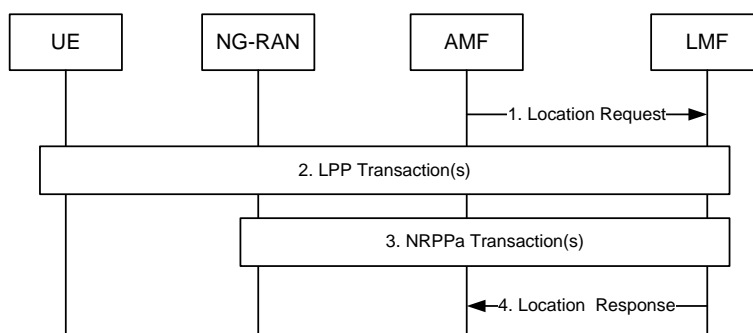 UE
NG-RAN
AMF
LMF
1. Location Request
2. LPP Transaction(s)
3. NRPPa Transaction(s)
4. Location Response